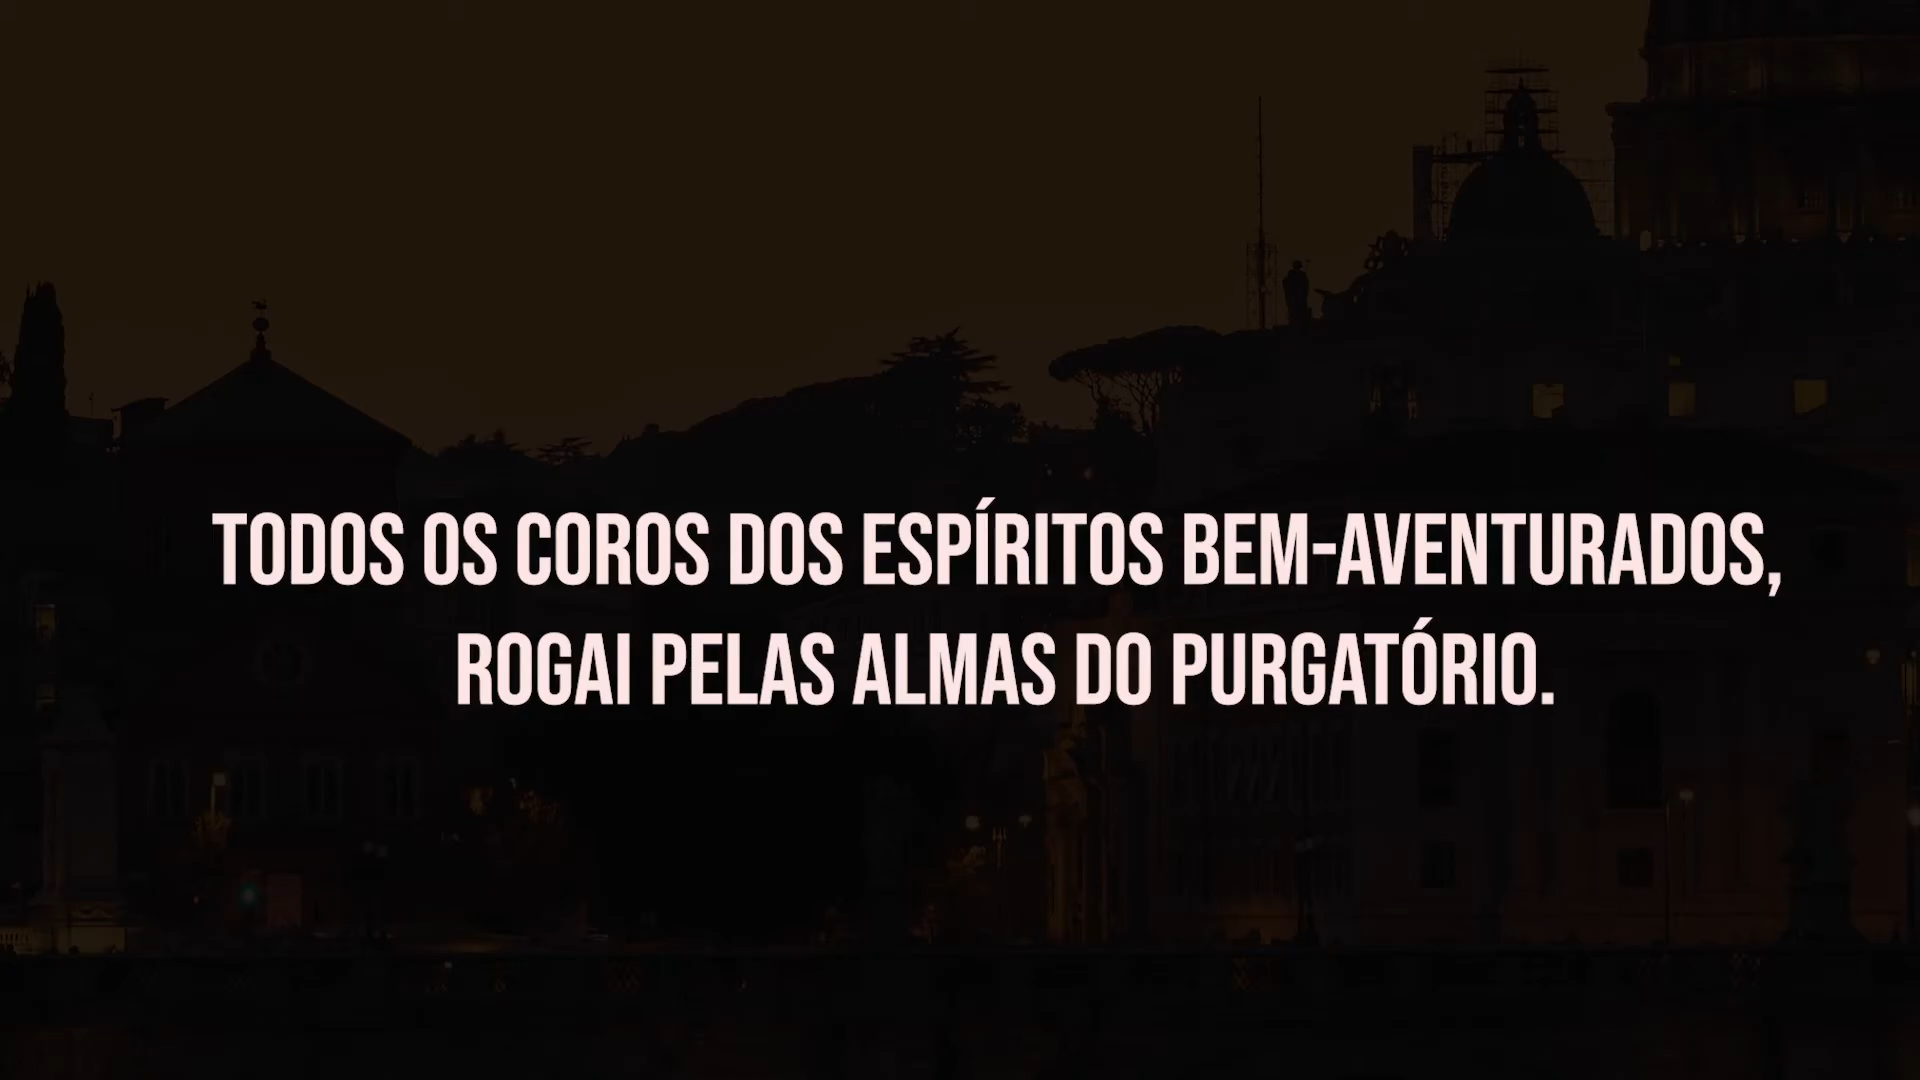 TODOS OS COROS DOS ESPÍRITOS BEM-AVENTURADOS,
ROGAI PELAS ALMAS DO PURGATÓRIO.